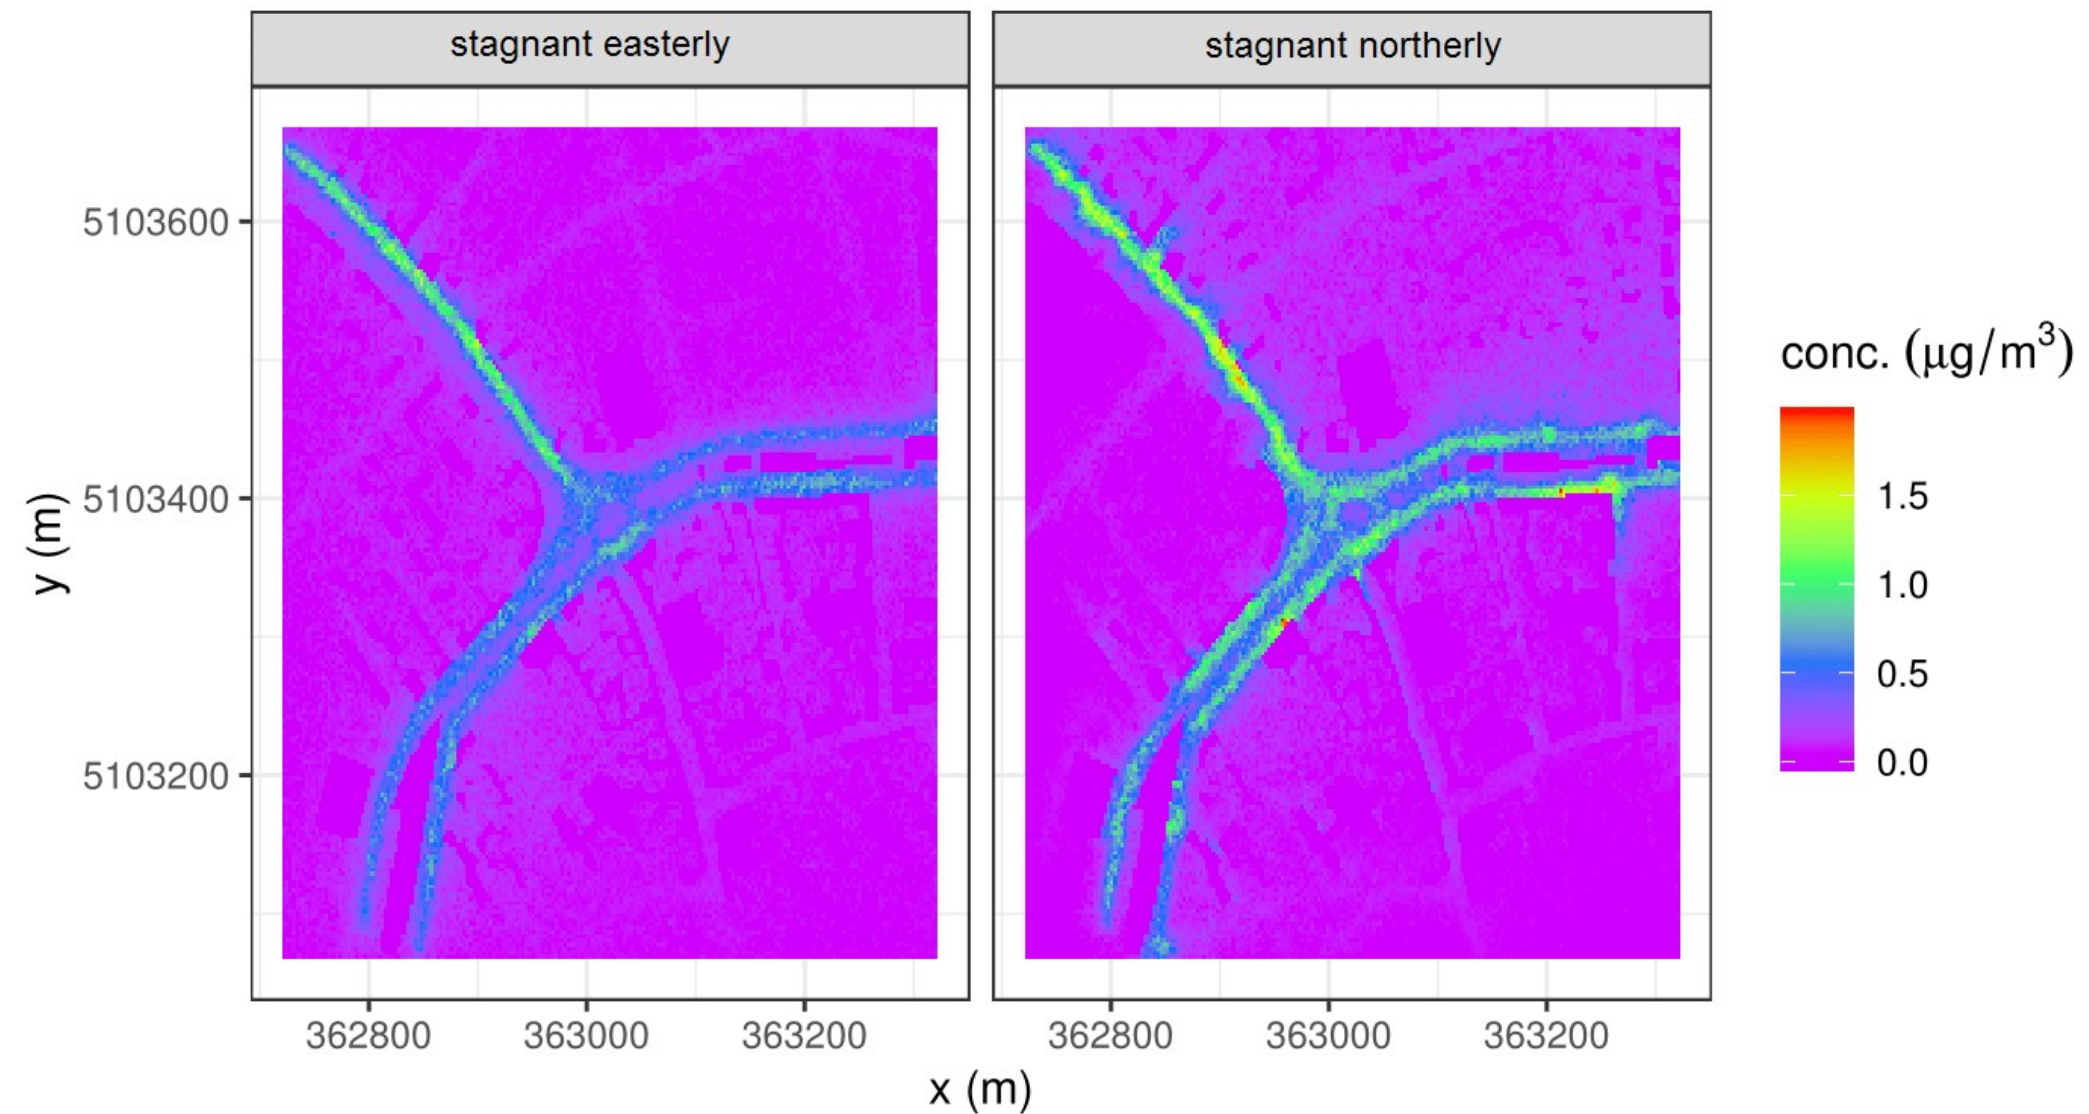 stagnant easterly
stagnant northerly
5103600
5103400
5103200
y (m)
362800
363000
363200
362800
363000
363200
x (m)
conc. (μg/m³)
1.5
1.0
0.5
0.0